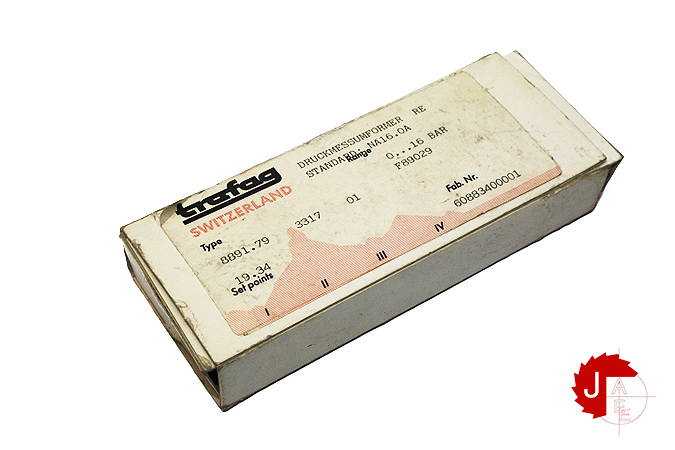 trafag
SWITZERLAND
DRUCKMESSUMFORMER RE
STANDARD: NA16.0A
Range 0...16 BAR
F89029
Type
8891.79 3317 01
Fab. Nr.
60883400001
19.34
Set points
I II III IV
J
A
E
E